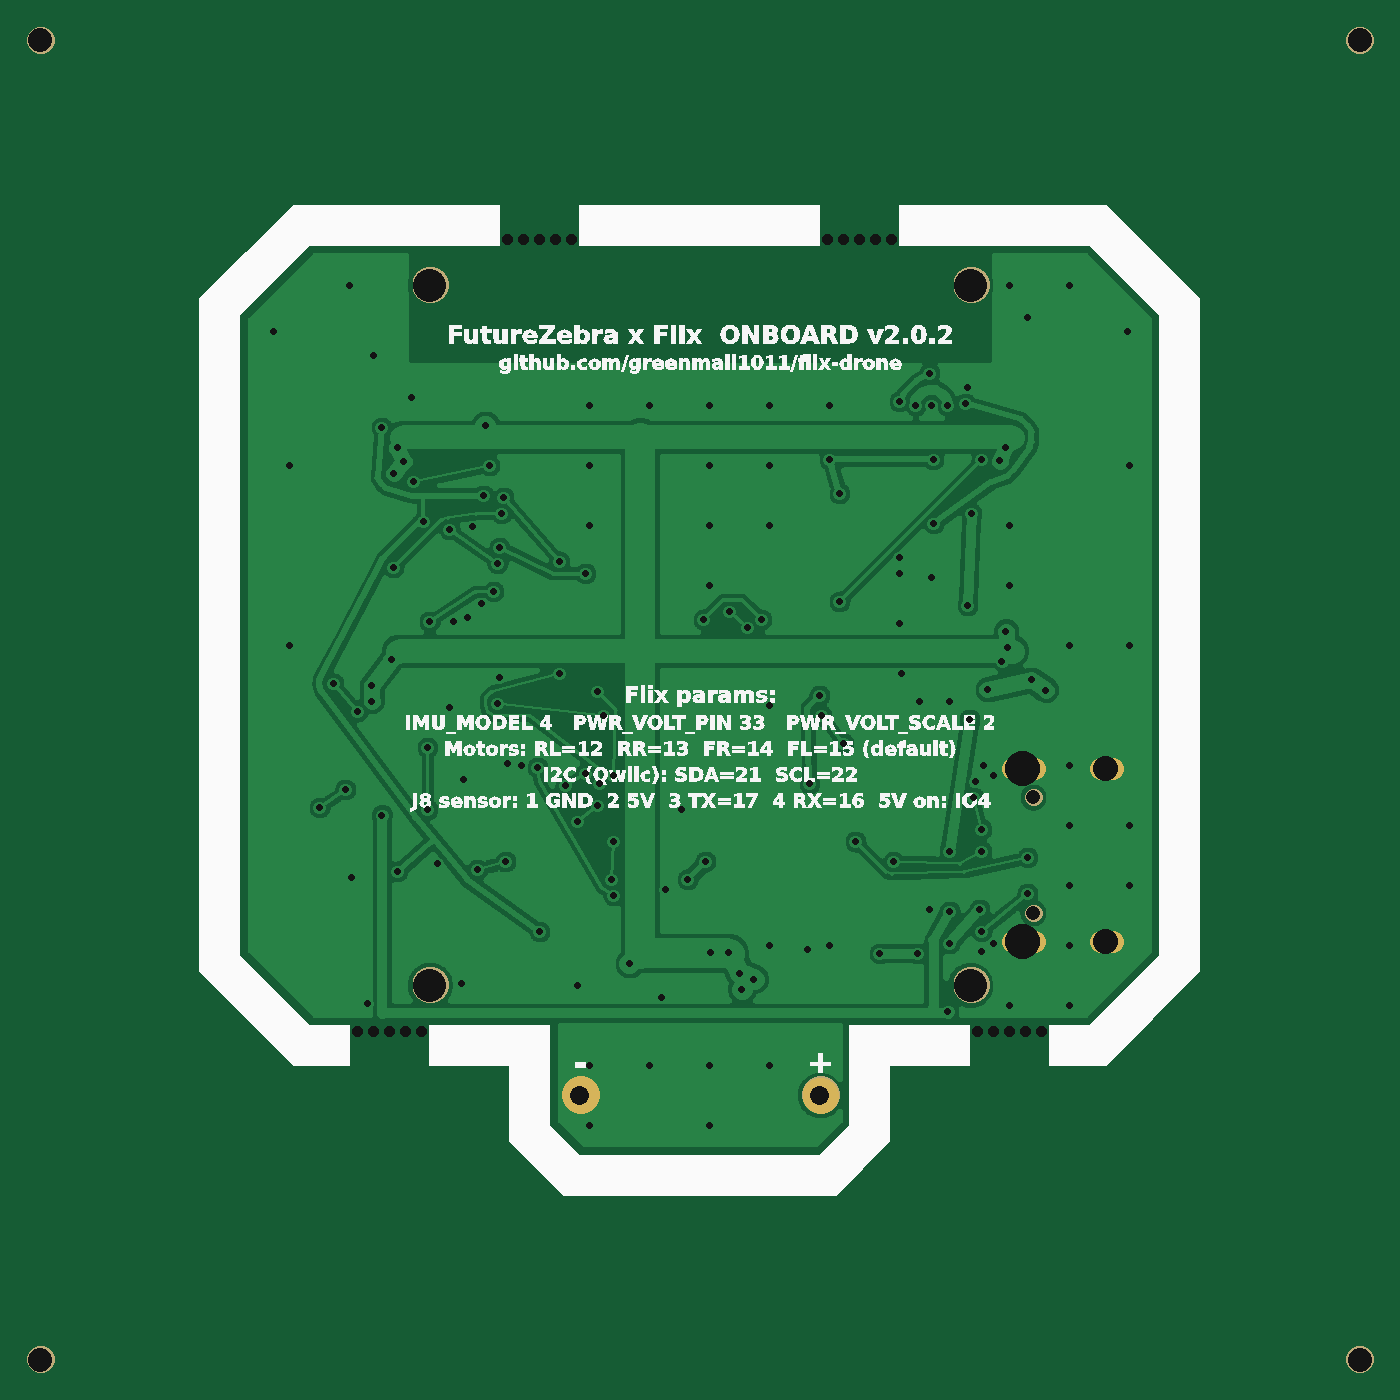 FutureZebra x Flix ONBOARD v2.0.2
github.com/greenmail1011/flix-drone
Flix params:
IMU_MODEL 4 PWR_VOLT_PIN 33 PWR_VOLT_SCALE 2
Motors: RL=12 RR=13 FR=14 FL=15 (default)
I2C (Qwiic): SDA=21 SCL=22
J8 sensor: 1 GND 2 5V 3 TX=17 4 RX=16 5V on: IO4
- +